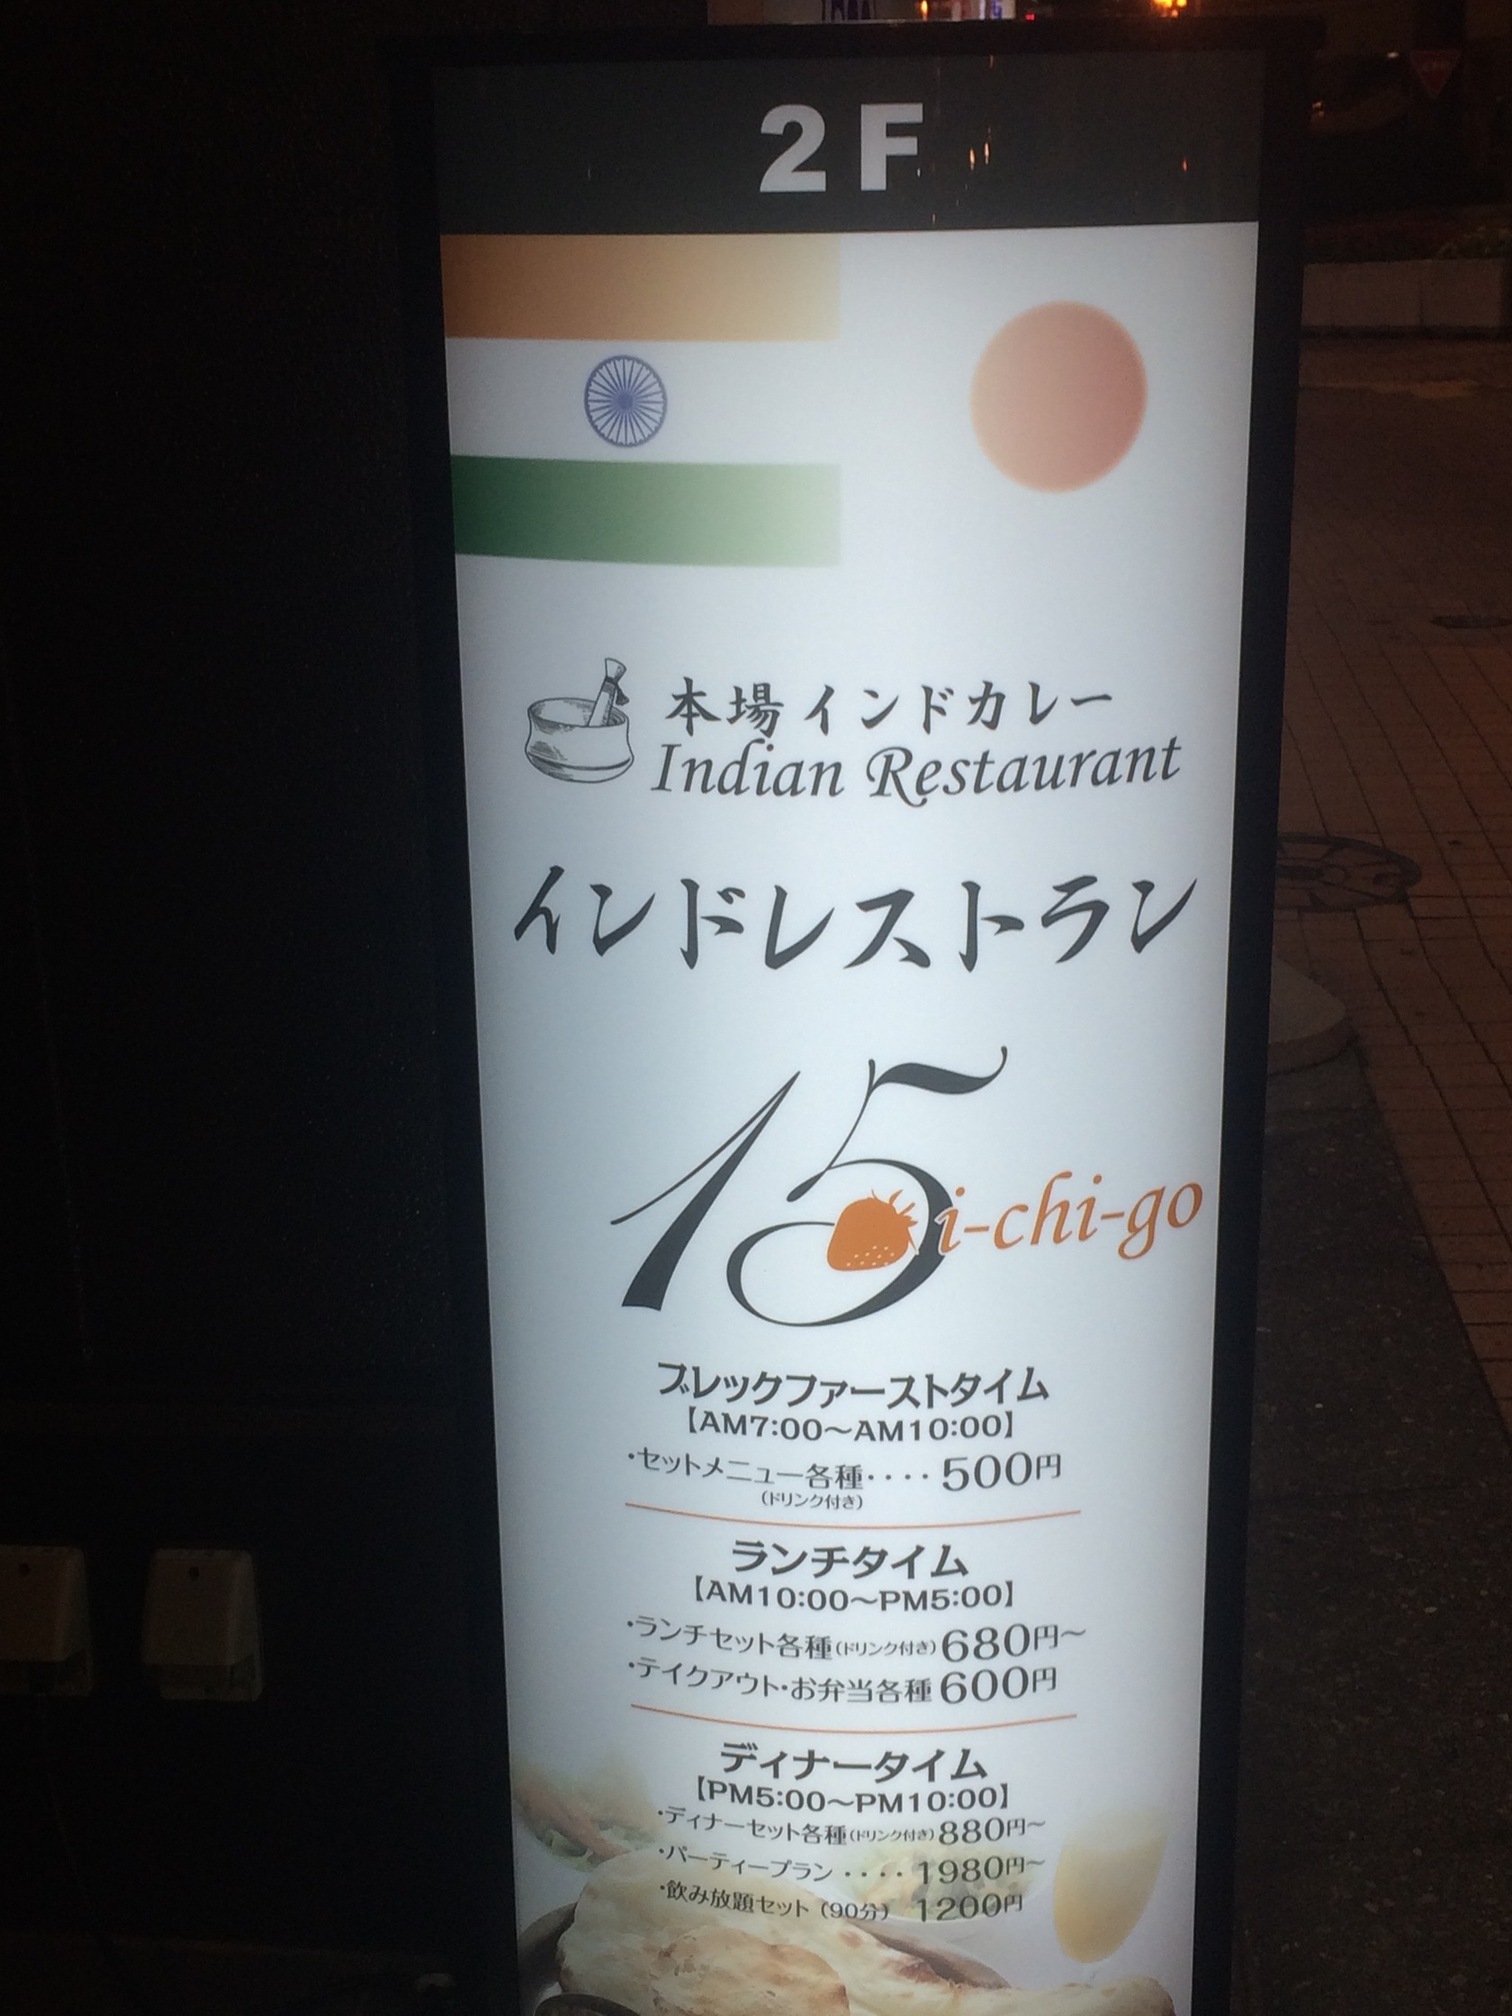 2F
本場インドカレー
Indian Restaurant
インドレストラン
15 i-chi-go
ブレックファーストタイム
【AM7:00〜AM10:00】
・セットメニュー各種‥‥500円
(ドリンク付き)
ランチタイム
【AM10:00〜PM5:00】
・ランチセット各種(ドリンク付き)680円〜
・テイクアウト・お弁当各種600円
ディナータイム
【PM5:00〜PM10:00】
・ディナーセット各種(ドリンク付き)880円〜
・パーティープラン‥‥1980円〜
・飲み放題セット(90分) 1200円